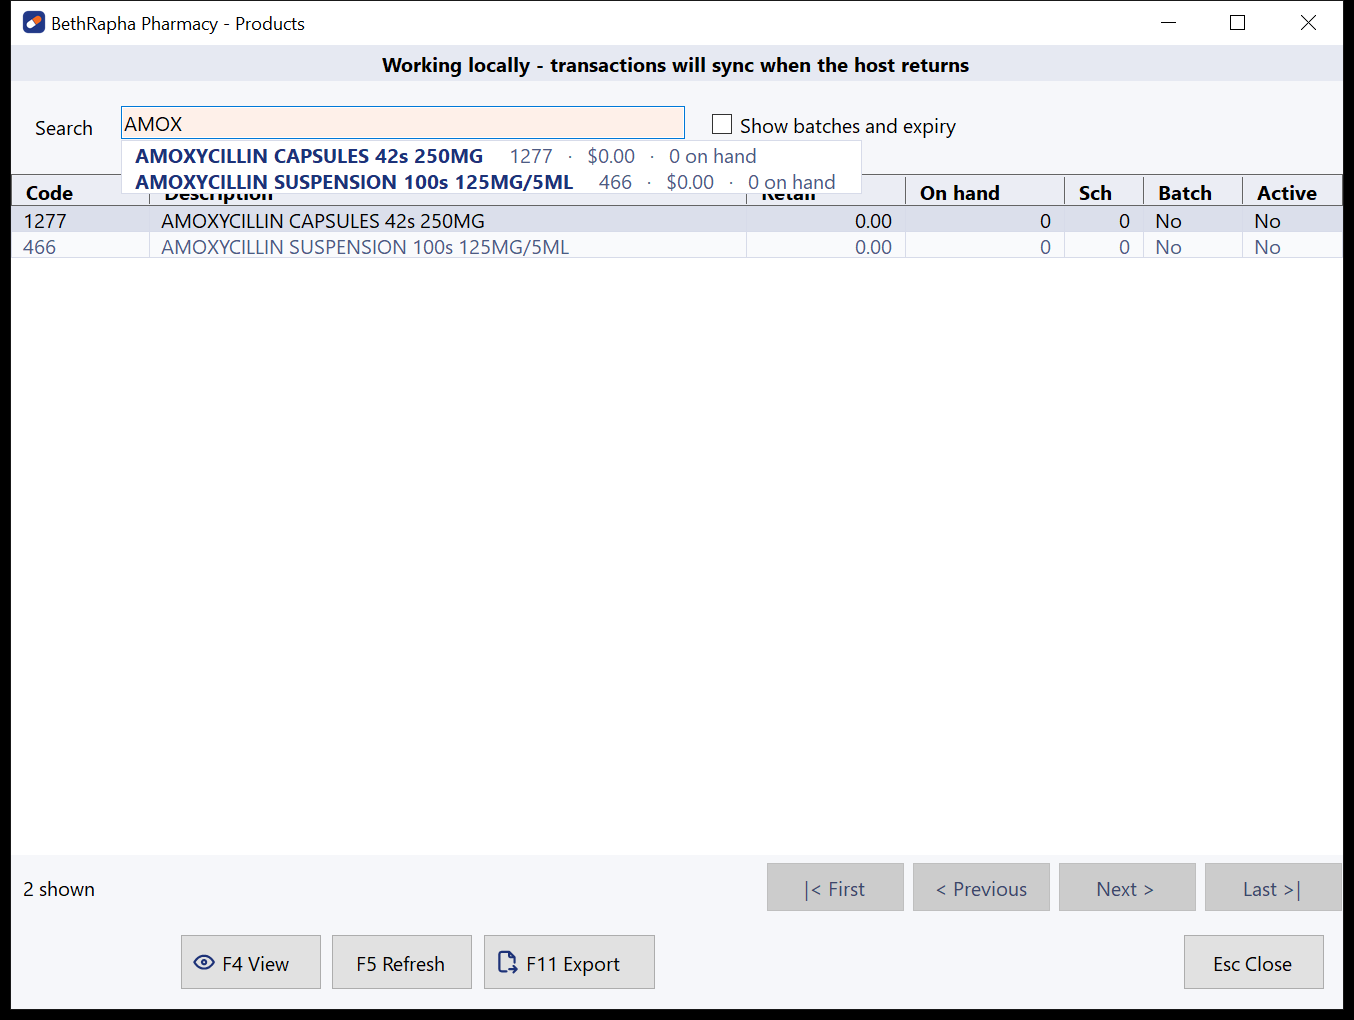 BethRapha Pharmacy - Products
Working locally - transactions will sync when the host returns
Search AMOX Show batches and expiry
AMOXYCILLIN CAPSULES 42s 250MG 1277 · $0.00 · 0 on hand
AMOXYCILLIN SUSPENSION 100s 125MG/5ML 466 · $0.00 · 0 on hand
Code Description Retail On hand Sch Batch Active
1277 AMOXYCILLIN CAPSULES 42s 250MG 0.00 0 0 No No
466 AMOXYCILLIN SUSPENSION 100s 125MG/5ML 0.00 0 0 No No
2 shown |< First < Previous Next > Last >|
F4 View F5 Refresh F11 Export Esc Close